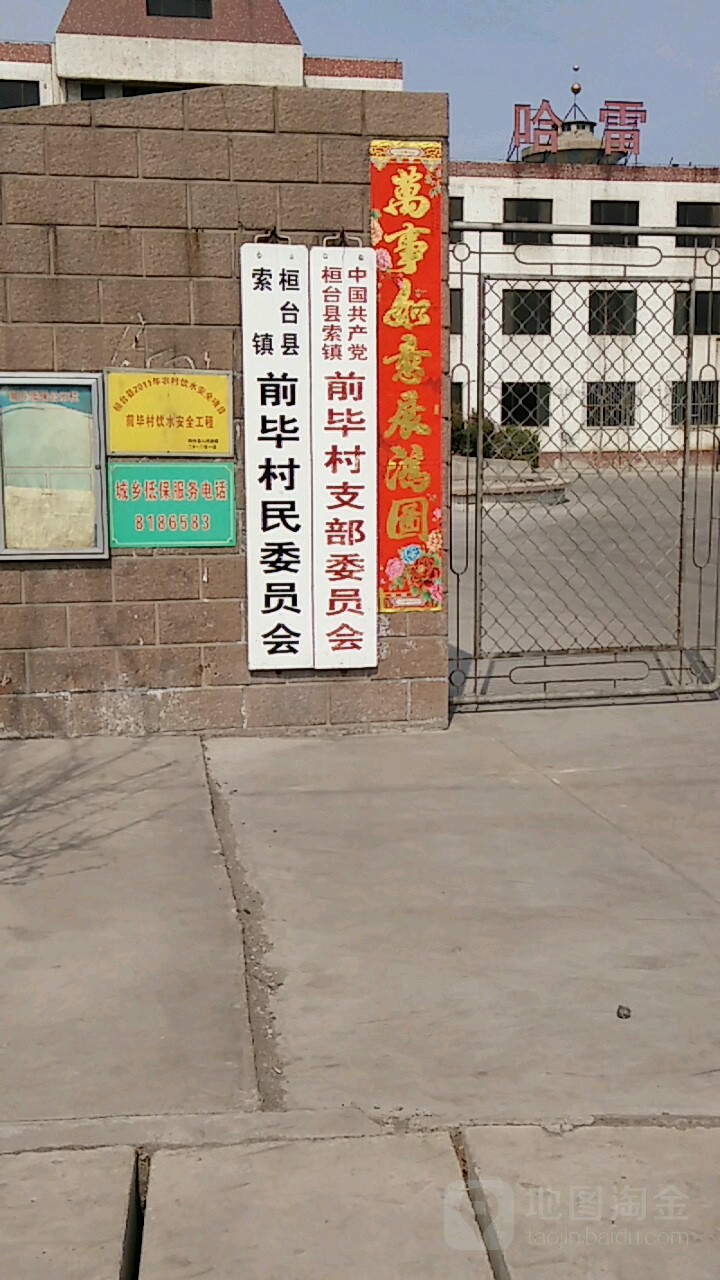 哈雷
萬事如意展鴻圖
中国共产党
桓台县索镇
前毕村支部委员会
桓台县
索镇
前毕村民委员会
桓台县2011年农村饮水安全项目
前毕村饮水安全工程
城乡低保服务电话
8186583
地图淘金
taojin.baidu.com